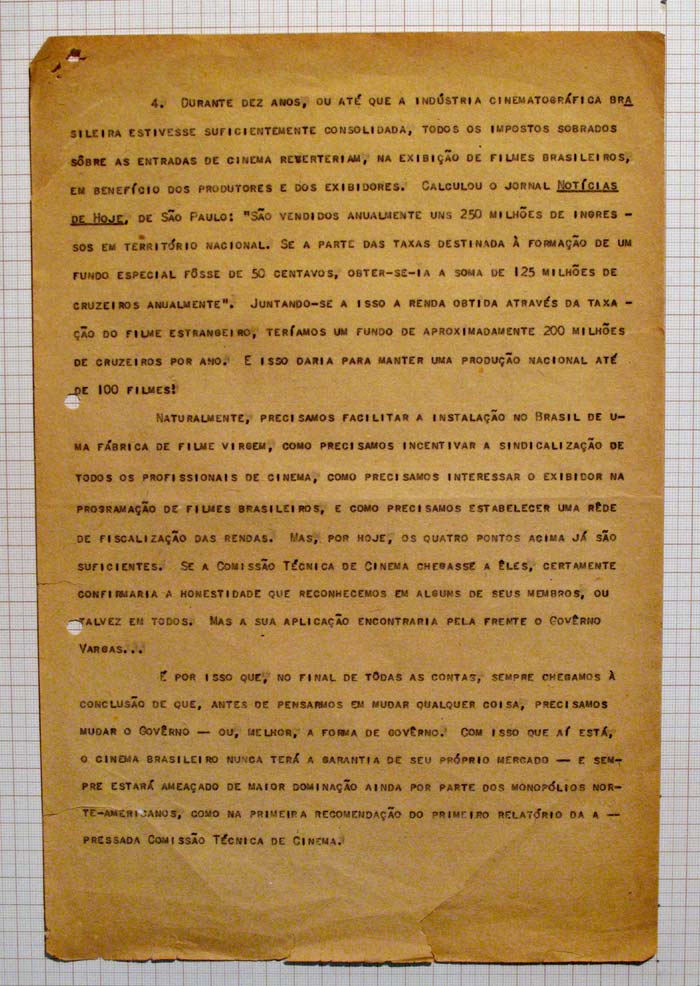 4. DURANTE DEZ ANOS, OU ATÉ QUE A INDÚSTRIA CINEMATOGRÁFICA BRA
SILEIRA ESTIVESSE SUFICIENTEMENTE CONSOLIDADA, TODOS OS IMPOSTOS SOBRADOS
SÔBRE AS ENTRADAS DE CINEMA REVERTERIAM, NA EXIBIÇÃO DE FILMES BRASILEIROS,
EM BENEFÍCIO DOS PRODUTORES E DOS EXIBIDORES. CALCULOU O JORNAL NOTÍCIAS
DE HOJE, DE SÃO PAULO: "SÃO VENDIDOS ANUALMENTE UNS 250 MILHÕES DE INGRES -
SOS EM TERRITÓRIO NACIONAL. SE A PARTE DAS TAXAS DESTINADA À FORMAÇÃO DE UM
FUNDO ESPECIAL FÔSSE DE 50 CENTAVOS, OBTER-SE-IA A SOMA DE 125 MILHÕES DE
CRUZEIROS ANUALMENTE". JUNTANDO-SE A ISSO A RENDA OBTIDA ATRAVÉS DA TAXA -
ÇÃO DO FILME ESTRANGEIRO, TERÍAMOS UM FUNDO DE APROXIMADAMENTE 200 MILHÕES
DE CRUZEIROS POR ANO. E ISSO DARIA PARA MANTER UMA PRODUÇÃO NACIONAL ATÉ
DE 100 FILMES!
NATURALMENTE, PRECISAMOS FACILITAR A INSTALAÇÃO NO BRASIL DE U-
MA FÁBRICA DE FILME VIRGEM, COMO PRECISAMOS INCENTIVAR A SINDICALIZAÇÃO DE
TODOS OS PROFISSIONAIS DE CINEMA, COMO PRECISAMOS INTERESSAR O EXIBIDOR NA
PROGRAMAÇÃO DE FILMES BRASILEIROS, E COMO PRECISAMOS ESTABELECER UMA RÊDE
DE FISCALIZAÇÃO DAS RENDAS. MAS, POR HOJE, OS QUATRO PONTOS ACIMA JÁ SÃO
SUFICIENTES. SE A COMISSÃO TÉCNICA DE CINEMA CHEGASSE A ÊLES, CERTAMENTE
CONFIRMARIA A HONESTIDADE QUE RECONHECEMOS EM ALGUNS DE SEUS MEMBROS, OU
TALVEZ EM TODOS. MAS A SUA APLICAÇÃO ENCONTRARIA PELA FRENTE O GOVÊRNO
VARGAS...
É POR ISSO QUE, NO FINAL DE TÔDAS AS CONTAS, SEMPRE CHEGAMOS À
CONCLUSÃO DE QUE, ANTES DE PENSARMOS EM MUDAR QUALQUER COISA, PRECISAMOS
MUDAR O GOVÊRNO — OU, MELHOR, A FORMA DE GOVÊRNO. COM ISSO QUE AÍ ESTÁ,
O CINEMA BRASILEIRO NUNCA TERÁ A GARANTIA DE SEU PRÓPRIO MERCADO — E SEM-
PRE ESTARÁ AMEAÇADO DE MAIOR DOMINAÇÃO AINDA POR PARTE DOS MONOPÓLIOS NOR-
TE-AMERICANOS, COMO NA PRIMEIRA RECOMENDAÇÃO DO PRIMEIRO RELATÓRIO DA A —
PRESSADA COMISSÃO TÉCNICA DE CINEMA.